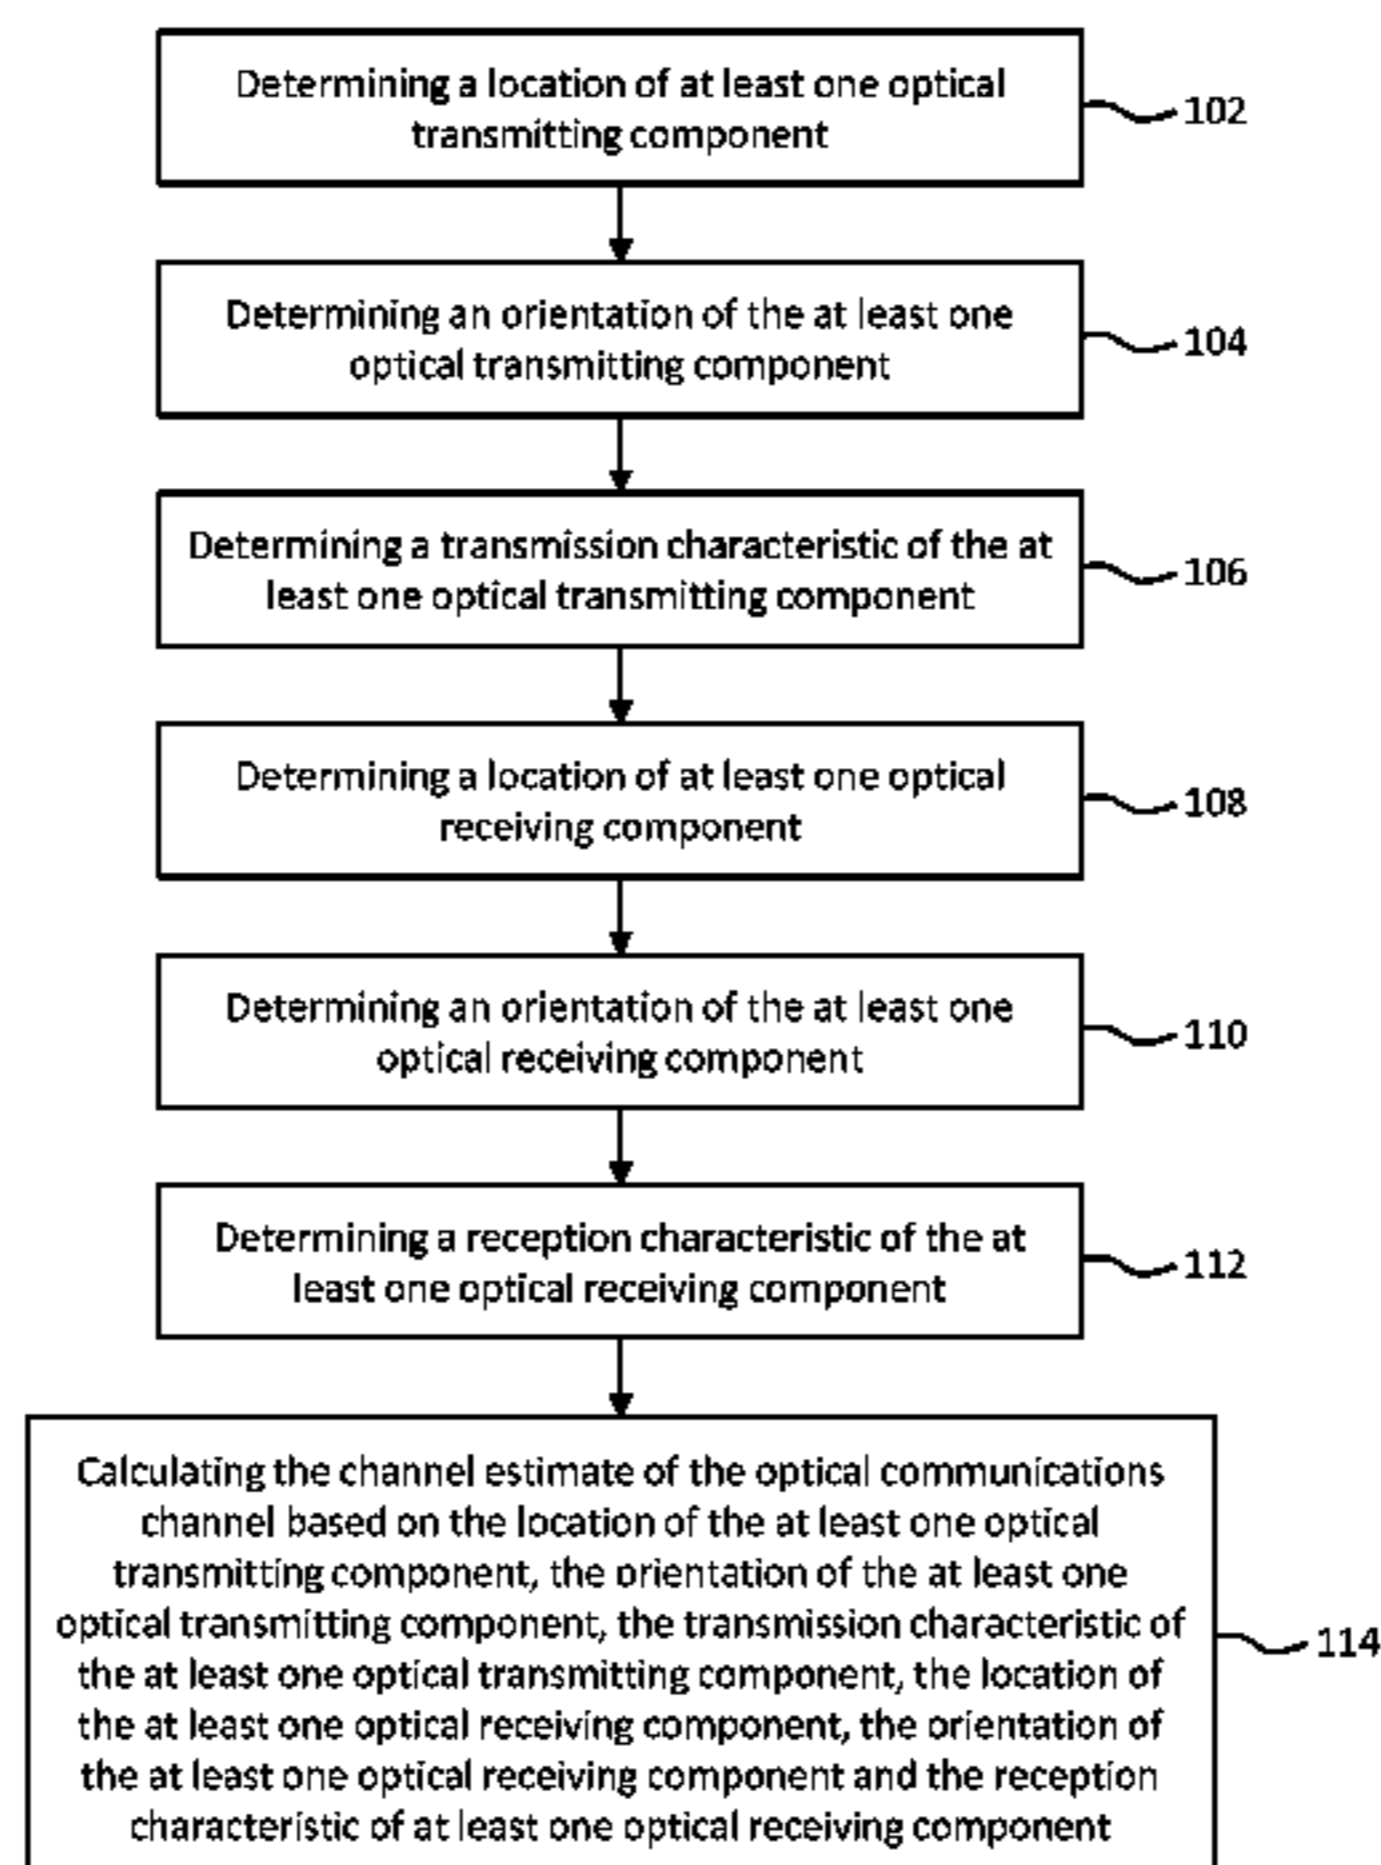 Determining a location of at least one optical
transmitting component
102
Determining an orientation of the at least one
optical transmitting component
104
Determining a transmission characteristic of the at
least one optical transmitting component
106
Determining a location of at least one optical
receiving component
108
Determining an orientation of the at least one
optical receiving component
110
Determining a reception characteristic of the at
least one optical receiving component
112
Calculating the channel estimate of the optical communications
channel based on the location of the at least one optical
transmitting component, the orientation of the at least one
optical transmitting component, the transmission characteristic of
the at least one optical transmitting component, the location of
the at least one optical receiving component, the orientation of
the at least one optical receiving component and the reception
characteristic of at least one optical receiving component
114